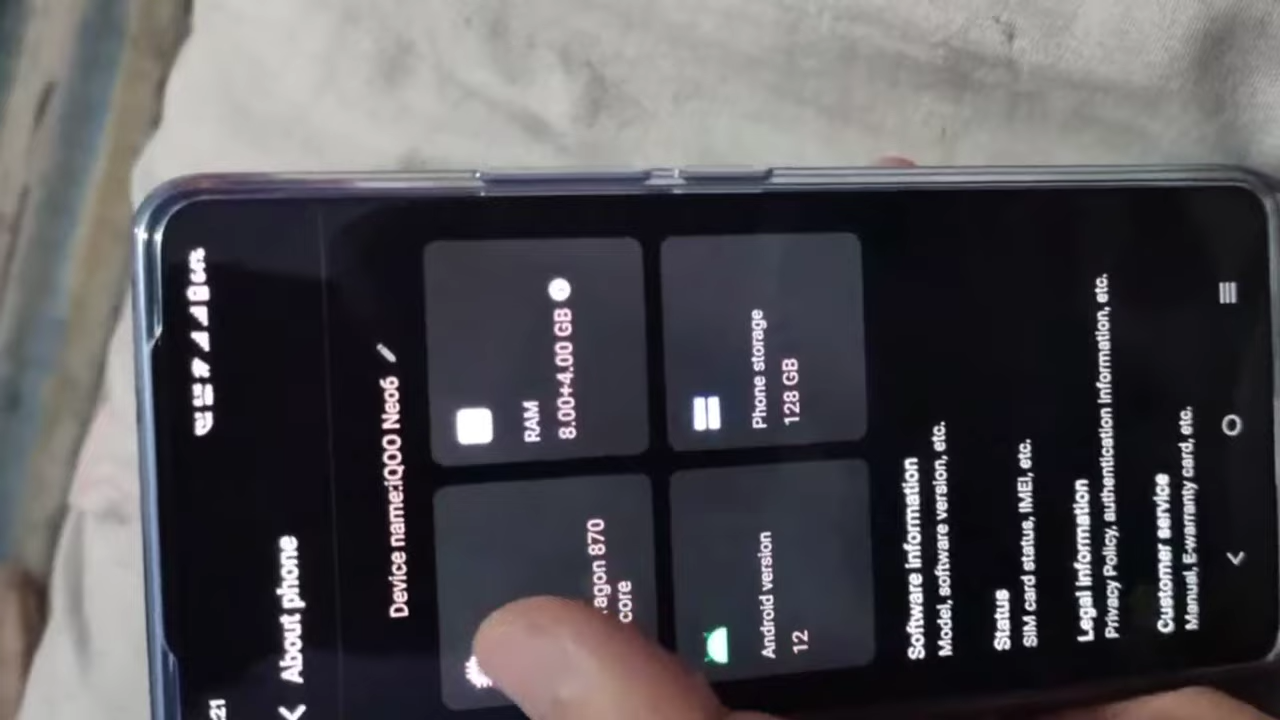 21
About phone
Device name:iQOO Neo6
agon 870
core
RAM
8.00+4.00 GB
Android version
12
Phone storage
128 GB
Software information
Model, software version, etc.
Status
SIM card status, IMEI, etc.
Legal information
Privacy Policy, authentication information, etc.
Customer service
Manual, E-warranty card, etc.